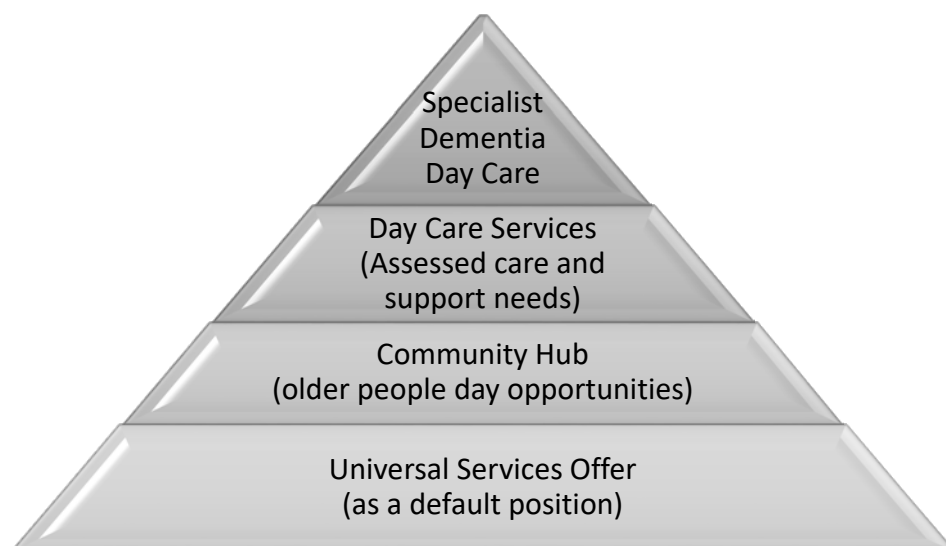 Specialist
Dementia
Day Care
Day Care Services
(Assessed care and
support needs)
Community Hub
(older people day opportunities)
Universal Services Offer
(as a default position)